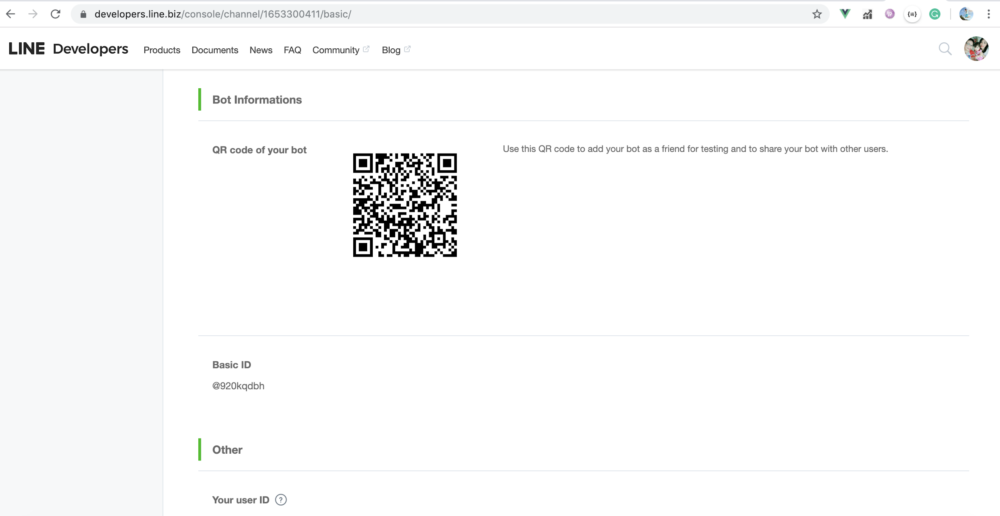 developers.line.biz/console/channel/1653300411/basic/
LINE Developers Products Documents News FAQ Community Blog
Bot Informations
QR code of your bot
Use this QR code to add your bot as a friend for testing and to share your bot with other users.
Basic ID
@920kqdbh
Other
Your user ID ?